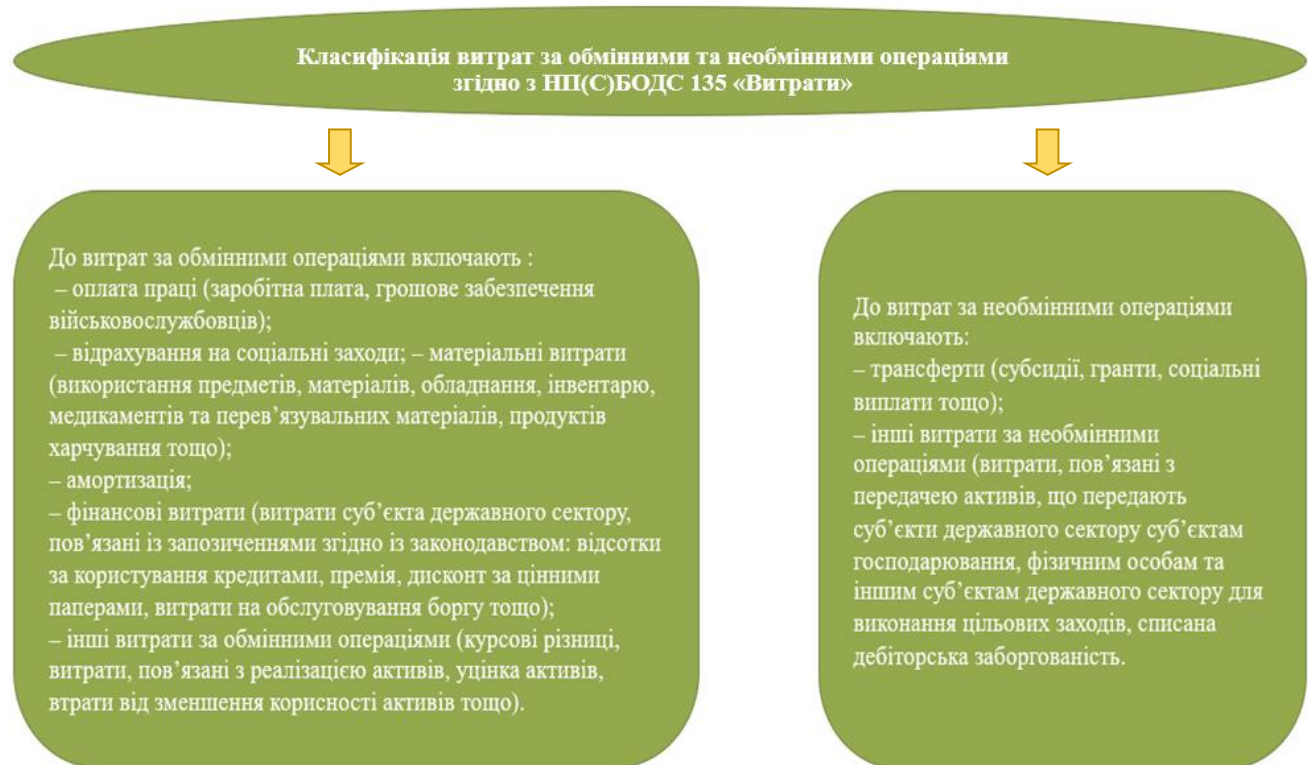 Класифікація витрат за обмінними та необмінними операціями
згідно з НП(С)БОДС 135 «Витрати»
До витрат за обмінними операціями включають :
– оплата праці (заробітна плата, грошове забезпечення
військовослужбовців);
– відрахування на соціальні заходи; – матеріальні витрати
(використання предметів, матеріалів, обладнання, інвентарю,
медикаментів та перев’язувальних матеріалів, продуктів
харчування тощо);
– амортизація;
– фінансові витрати (витрати суб’єкта державного сектору,
пов’язані із запозиченнями згідно із законодавством: відсотки
за користування кредитами, премія, дисконт за цінними
паперами, витрати на обслуговування боргу тощо);
– інші витрати за обмінними операціями (курсові різниці,
витрати, пов’язані з реалізацією активів, уцінка активів,
втрати від зменшення корисності активів тощо).
До витрат за необмінними операціями
включають:
– трансферти (субсидії, гранти, соціальні
виплати тощо);
– інші витрати за необмінними
операціями (витрати, пов’язані з
передачею активів, що передають
суб’єкти державного сектору суб’єктам
господарювання, фізичним особам та
іншим суб’єктам державного сектору для
виконання цільових заходів, списана
дебіторська заборгованість.